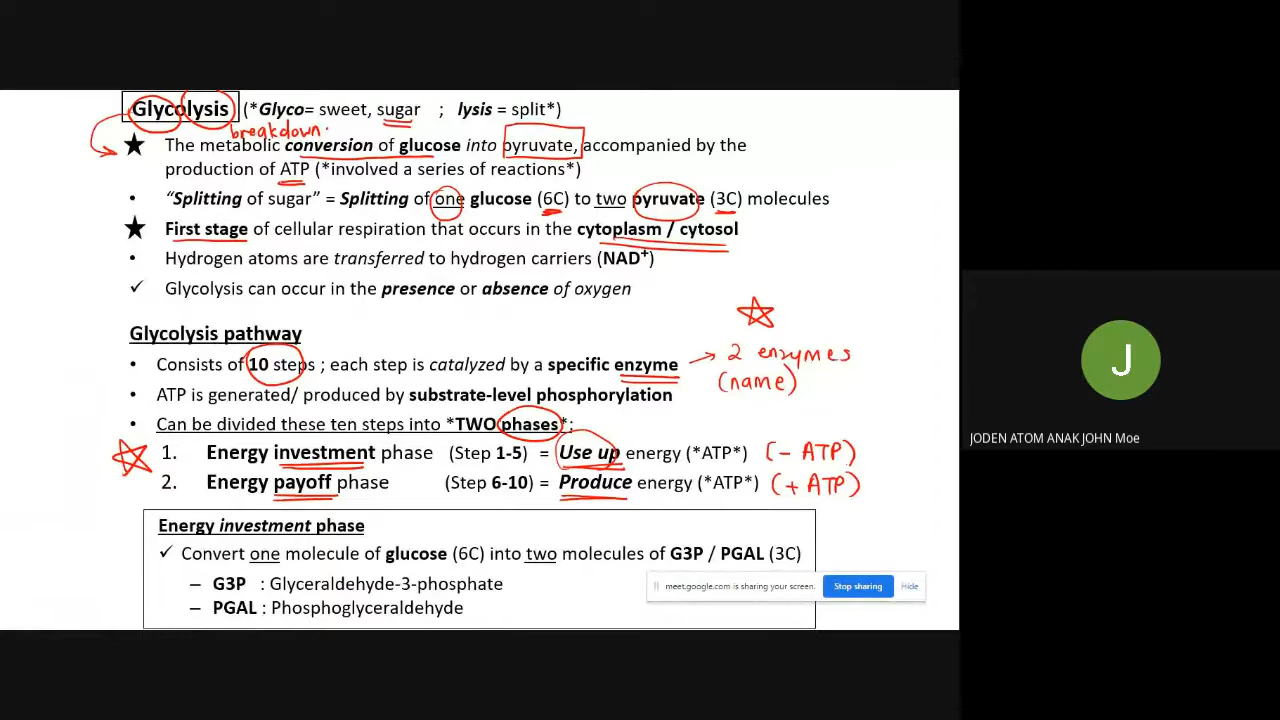 Glycolysis (*Glyco= sweet, sugar ; lysis = split*)
breakdown.
★ The metabolic conversion of glucose into pyruvate, accompanied by the
production of ATP (*involved a series of reactions*)
• “Splitting of sugar” = Splitting of one glucose (6C) to two pyruvate (3C) molecules
★ First stage of cellular respiration that occurs in the cytoplasm / cytosol
• Hydrogen atoms are transferred to hydrogen carriers (NAD⁺)
✓ Glycolysis can occur in the presence or absence of oxygen
Glycolysis pathway
• Consists of 10 steps ; each step is catalyzed by a specific enzyme → 2 enzymes
(name)
• ATP is generated/ produced by substrate-level phosphorylation
• Can be divided these ten steps into *TWO phases*;
1. Energy investment phase (Step 1-5) = Use up energy (*ATP*) (- ATP)
2. Energy payoff phase (Step 6-10) = Produce energy (*ATP*) (+ ATP)
Energy investment phase
✓ Convert one molecule of glucose (6C) into two molecules of G3P / PGAL (3C)
– G3P : Glyceraldehyde-3-phosphate
– PGAL : Phosphoglyceraldehyde
meet.google.com is sharing your screen. Stop sharing Hide
J
JODEN ATOM ANAK JOHN Moe